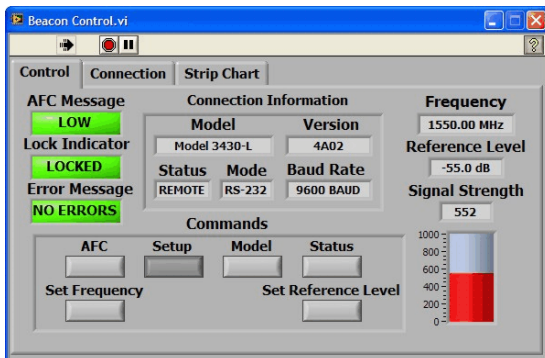 Beacon Control.vi
Control Connection Strip Chart
AFC Message
LOW
Lock Indicator
LOCKED
Error Message
NO ERRORS
Connection Information
Model Version
Model 3430-L 4A02
Status Mode Baud Rate
REMOTE RS-232 9600 BAUD
Frequency
1550.00 MHz
Reference Level
-55.0 dB
Signal Strength
552
1000
800
600
400
200
0
Commands
AFC Setup Model Status
Set Frequency Set Reference Level